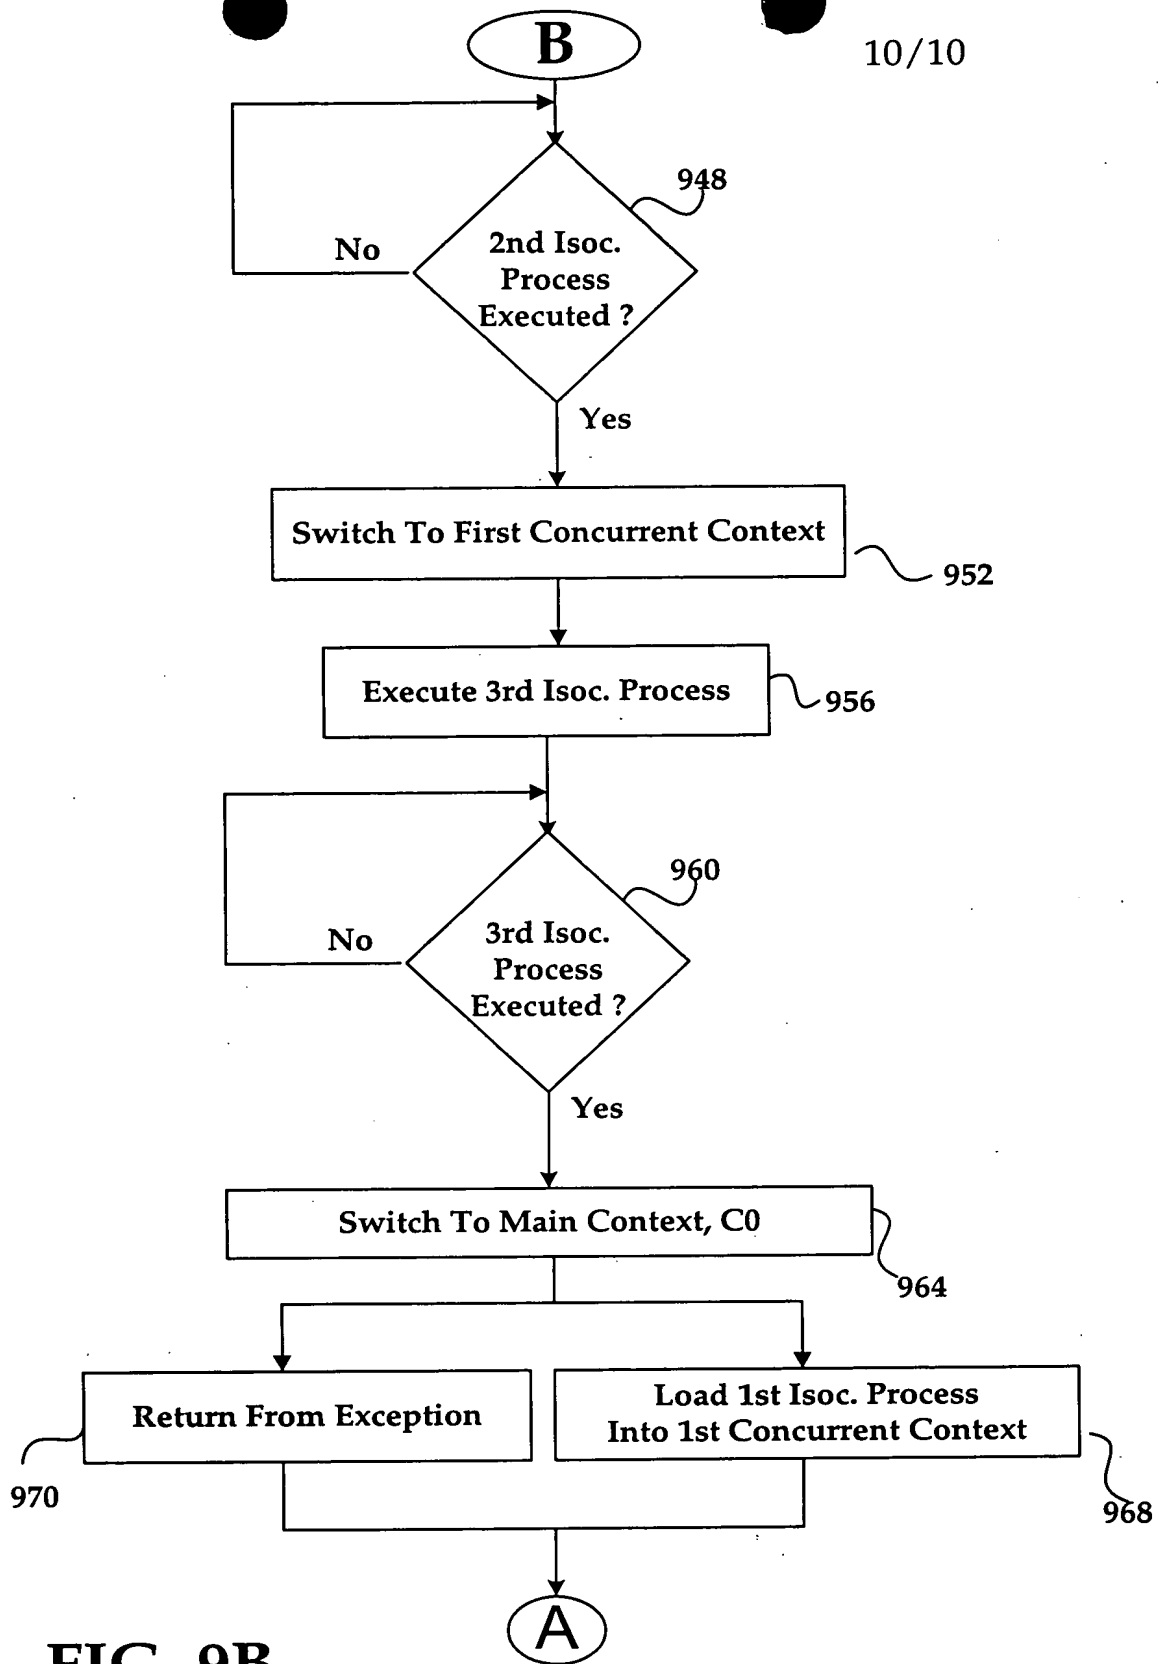 B
10/10
948
No
2nd Isoc.
Process
Executed ?
Yes
Switch To First Concurrent Context
952
Execute 3rd Isoc. Process
956
960
No
3rd Isoc.
Process
Executed ?
Yes
Switch To Main Context, C0
964
Return From Exception
Load 1st Isoc. Process
Into 1st Concurrent Context
970
968
A
FIG. 9B